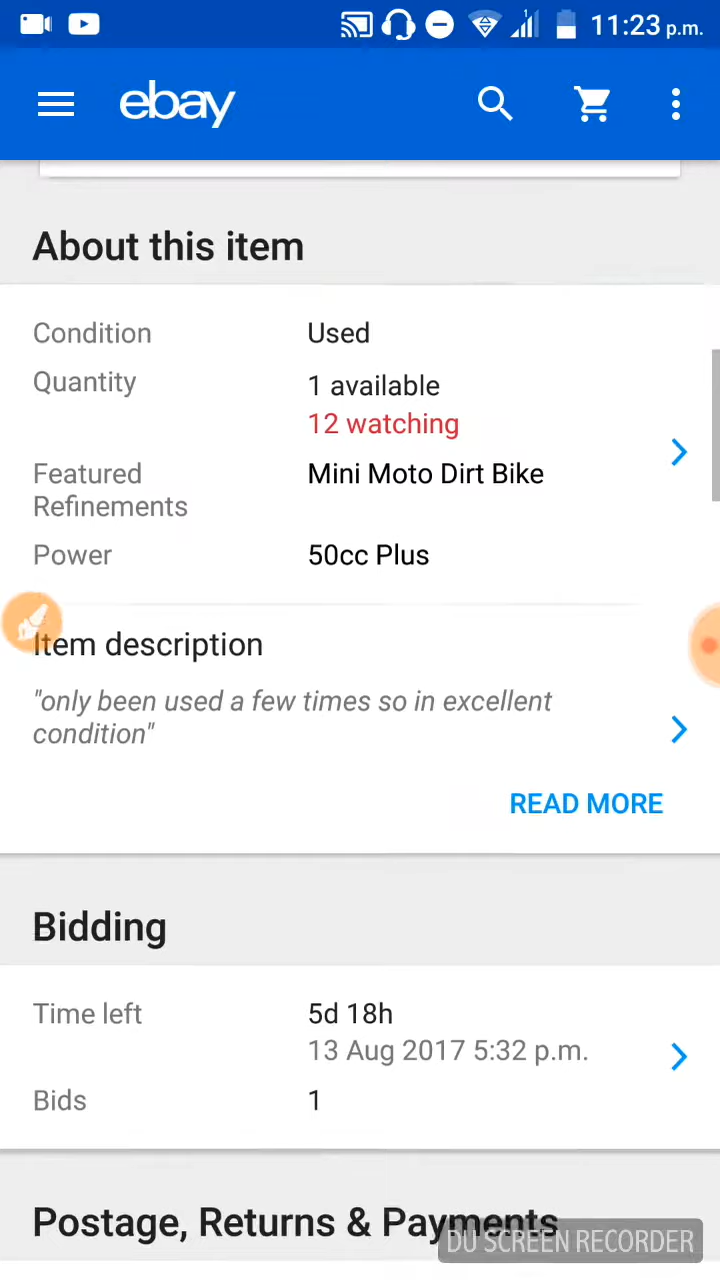 1
11:23 p.m.
ebay
About this item
Condition Used
Quantity 1 available
12 watching
Featured Refinements Mini Moto Dirt Bike
Power 50cc Plus
Item description
"only been used a few times so in excellent
condition"
READ MORE
Bidding
Time left 5d 18h
13 Aug 2017 5:32 p.m.
Bids 1
Postage, Returns & Payments
DU SCREEN RECORDER